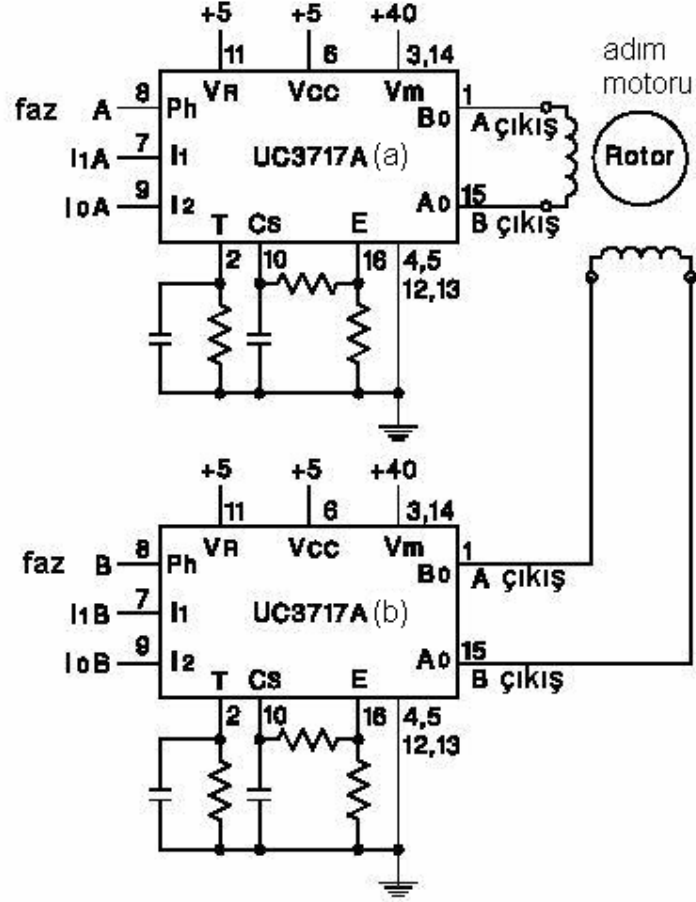 +5 +5 +40
11 6 3,14
adım
motoru
VR Vcc Vm
faz A 8 Ph
B0 1
A çıkış
I1A 7 I1
UC3717A (a)
Rotor
I0A 9 I2
A0 15
B çıkış
T Cs E
2 10 16 4,5
12,13
+5 +5 +40
11 6 3,14
VR Vcc Vm
faz B 8 Ph
B0 1
A çıkış
I1B 7 I1
UC3717A (b)
I0B 9 I2
A0 15
B çıkış
T Cs E
2 10 16 4,5
12,13